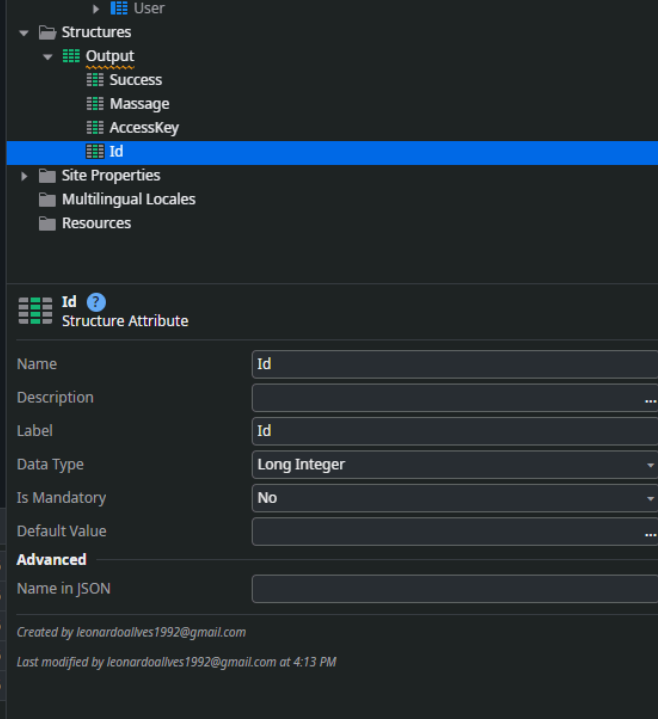 User
Structures
Output
Success
Massage
AccessKey
Id
Site Properties
Multilingual Locales
Resources
Id ?
Structure Attribute
Name Id
Description ...
Label Id
Data Type Long Integer
Is Mandatory No
Default Value ...
Advanced
Name in JSON
Created by leonardoallves1992@gmail.com
Last modified by leonardoallves1992@gmail.com at 4:13 PM